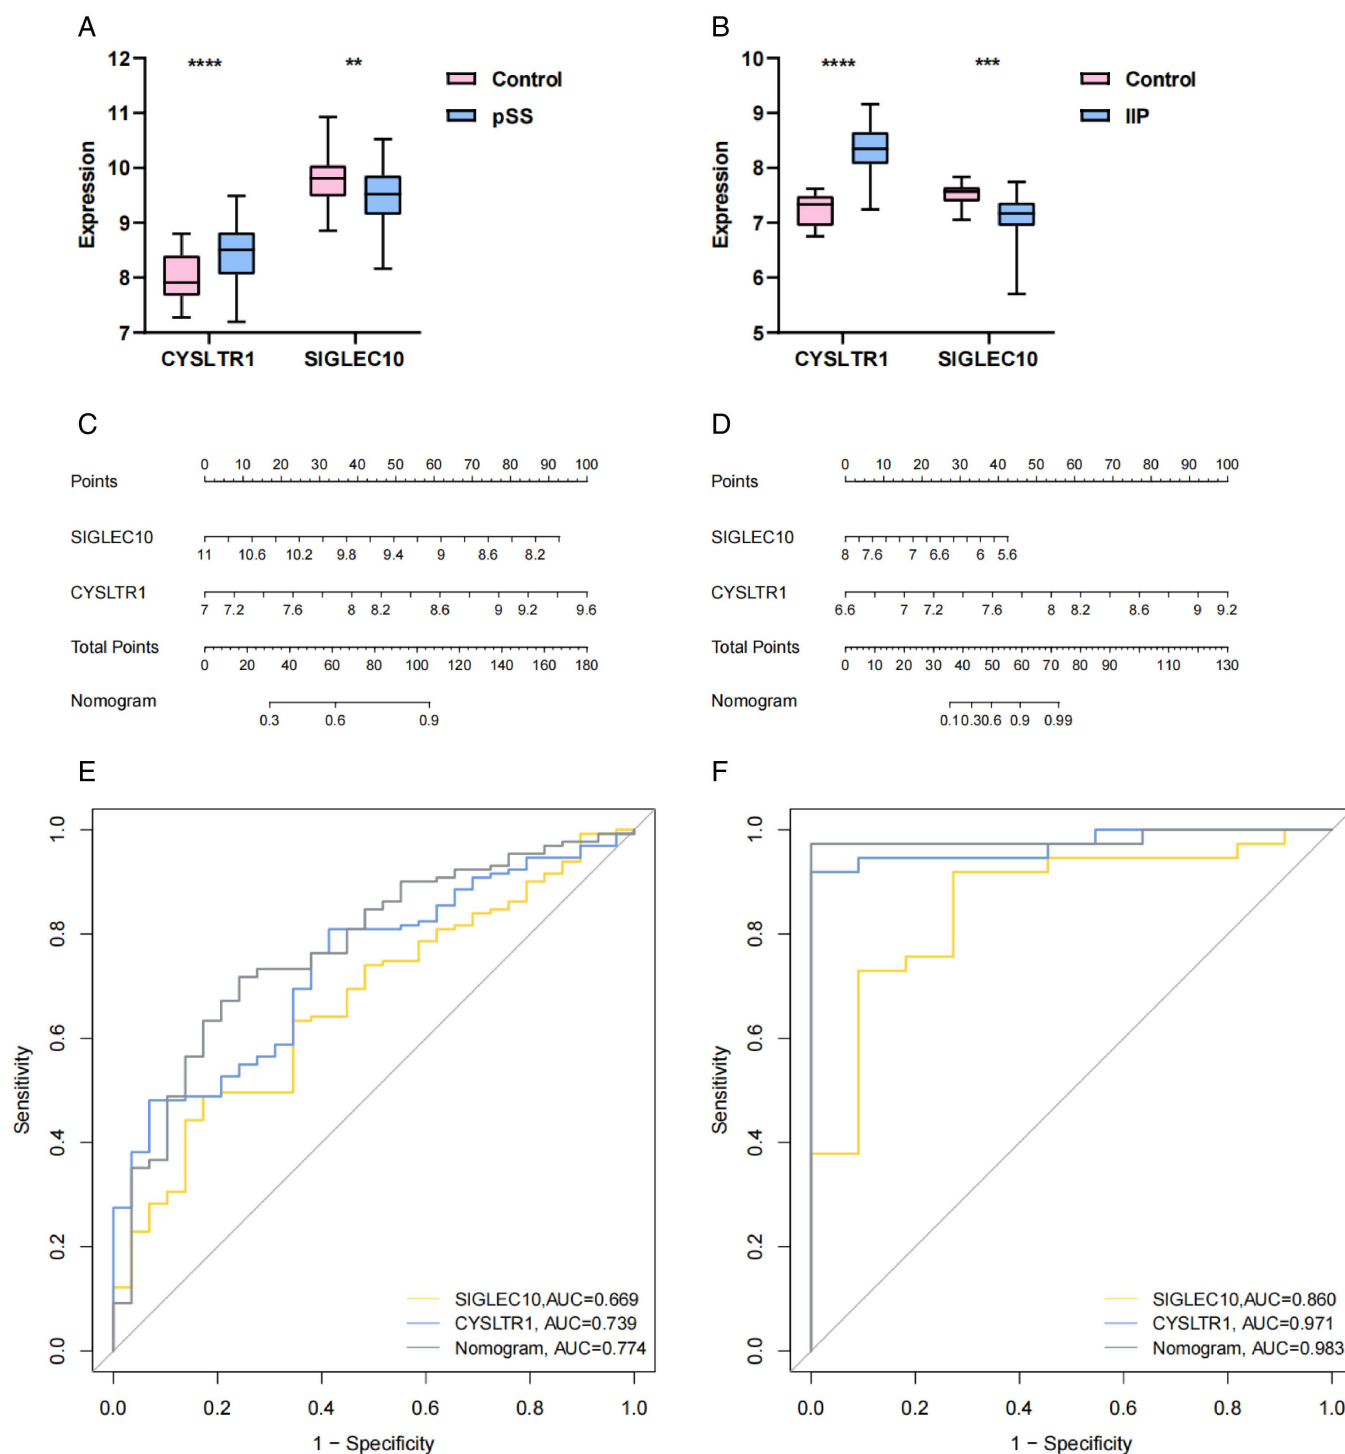 A
B
12
11
10
9
8
7
Expression
****
**
Control
pSS
CYSLTR1
SIGLEC10
10
9
8
7
6
5
Expression
****
***
Control
IIP
CYSLTR1
SIGLEC10
C
Points
0 10 20 30 40 50 60 70 80 90 100
SIGLEC10
11 10.6 10.2 9.8 9.4 9 8.6 8.2
CYSLTR1
7 7.2 7.6 8 8.2 8.6 9 9.2 9.6
Total Points
0 20 40 60 80 100 120 140 160 180
Nomogram
0.3 0.6 0.9
D
Points
0 10 20 30 40 50 60 70 80 90 100
SIGLEC10
8 7.6 7 6.6 6 5.6
CYSLTR1
6.6 7 7.2 7.6 8 8.2 8.6 9 9.2
Total Points
0 10 20 30 40 50 60 70 80 90 110 130
Nomogram
0.1 0.3 0.6 0.9 0.99
E
Sensitivity
1.0
0.8
0.6
0.4
0.2
0.0
SIGLEC10,AUC=0.669
CYSLTR1, AUC=0.739
Nomogram, AUC=0.774
0.0 0.2 0.4 0.6 0.8 1.0
1 − Specificity
F
Sensitivity
1.0
0.8
0.6
0.4
0.2
0.0
SIGLEC10,AUC=0.860
CYSLTR1, AUC=0.971
Nomogram, AUC=0.983
0.0 0.2 0.4 0.6 0.8 1.0
1 − Specificity